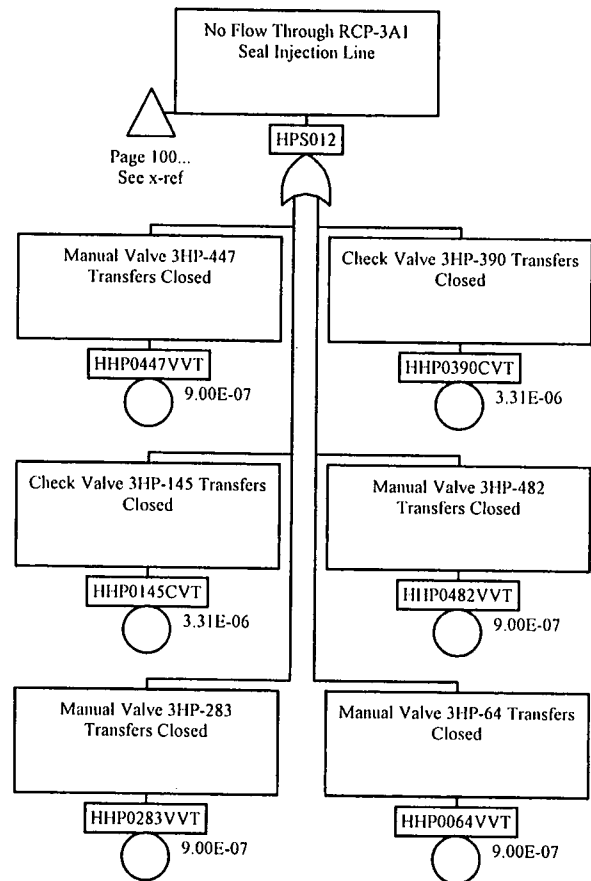 No Flow Through RCP-3A1
Seal Injection Line
HPS012
Page 100...
See x-ref
Manual Valve 3HP-447
Transfers Closed
HHP0447VVT
9.00E-07
Check Valve 3HP-390 Transfers
Closed
HHP0390CVT
3.31E-06
Check Valve 3HP-145 Transfers
Closed
HHP0145CVT
3.31E-06
Manual Valve 3HP-482
Transfers Closed
HHP0482VVT
9.00E-07
Manual Valve 3HP-283
Transfers Closed
HHP0283VVT
9.00E-07
Manual Valve 3HP-64 Transfers
Closed
HHP0064VVT
9.00E-07